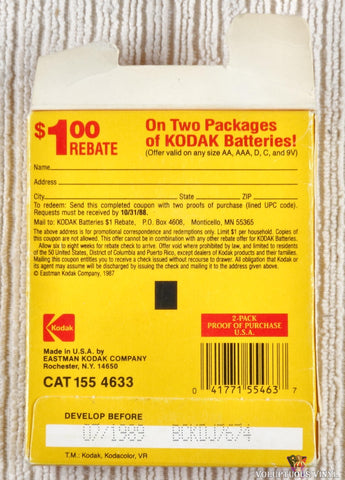 $1.00
REBATE
On Two Packages
of KODAK Batteries!
(Offer valid on any size AA, AAA, D, C, and 9V)
Name
Address
City State ZIP
To redeem: Send this completed coupon with two proofs of purchase (lined UPC code).
Requests must be received by 10/31/88.
Mail to: KODAK Batteries $1 Rebate, P.O. Box 4608, Monticello, MN 55365
The above address is for promotional correspondence and redemptions only. Limit $1 per household. Copies of
this coupon are not allowed. This offer cannot be in combination with any other rebate offer for KODAK Batteries.
Allow six to eight weeks for rebate check to arrive. Offer void where prohibited by law, and limited to residents
of the 50 United States, District of Columbia and Puerto Rico, except dealers of Kodak products and their families.
Mailing this coupon entitles you to receive a check issued without recourse to drawer. All obligation that Kodak or
its agent may assume will be discharged by issuing the check and mailing it to the address given above.
© Eastman Kodak Company, 1987
Kodak
2-PACK
PROOF OF PURCHASE
U.S.A.
Made in U.S.A. by
EASTMAN KODAK COMPANY
Rochester, N.Y. 14650
CAT 155 4633
0 41771 55463 7
DEVELOP BEFORE
07/1989
T.M.: Kodak, Kodacolor, VR
VOLUPTUOUS VINYL